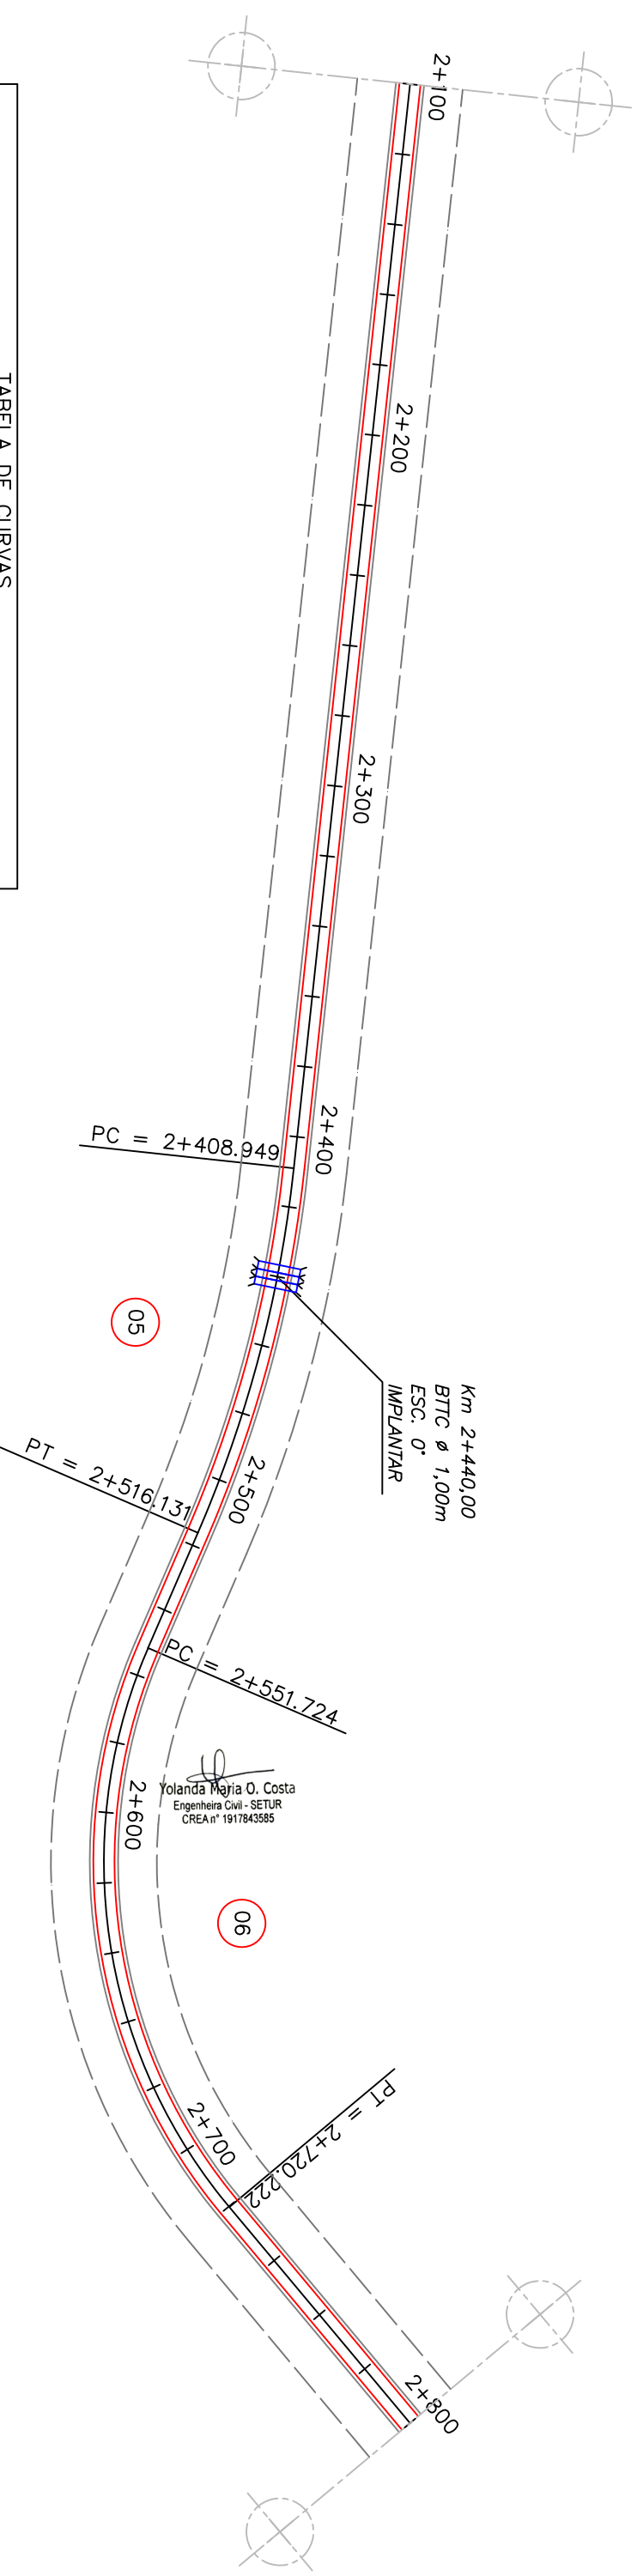 2+100
2+200
2+300
2+400
PC = 2+408.949
Km 2+440,00
BTTC ø 1,00m
ESC. 0°
IMPLANTAR
05
2+500
PT = 2+516.131
PC = 2+551.724
2+600
Yolanda Maria O. Costa
Engenheira Civil - SETUR
CREA n° 1917843585
06
2+700
PT = 2+720.222
2+800
TABELA DE CURVAS